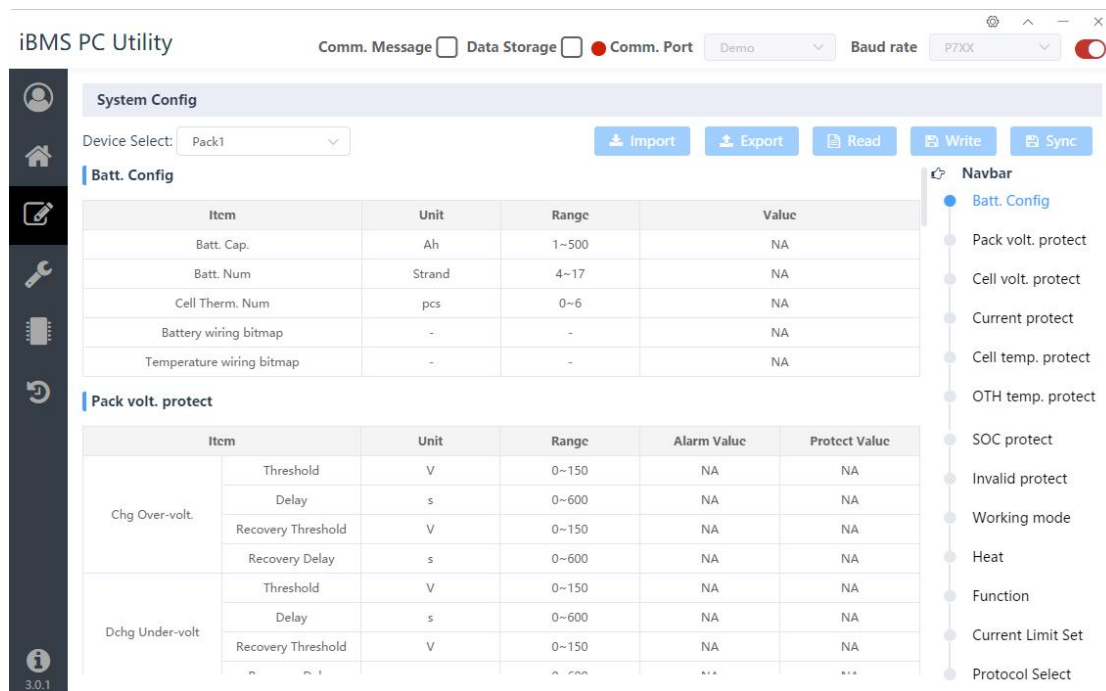 iBMS PC Utility
Comm. Message Data Storage Comm. Port Demo Baud rate P7XX
System Config
Device Select: Pack1 Import Export Read Write Sync
Batt. Config
Item Unit Range Value
Batt. Cap. Ah 1~500 NA
Batt. Num Strand 4~17 NA
Cell Therm. Num pcs 0~6 NA
Battery wiring bitmap - - NA
Temperature wiring bitmap - - NA
Pack volt. protect
Item Unit Range Alarm Value Protect Value
Chg Over-volt.
Threshold V 0~150 NA NA
Delay s 0~600 NA NA
Recovery Threshold V 0~150 NA NA
Recovery Delay s 0~600 NA NA
Dchg Under-volt
Threshold V 0~150 NA NA
Delay s 0~600 NA NA
Recovery Threshold V 0~150 NA NA
Navbar
Batt. Config
Pack volt. protect
Cell volt. protect
Current protect
Cell temp. protect
OTH temp. protect
SOC protect
Invalid protect
Working mode
Heat
Function
Current Limit Set
Protocol Select
3.0.1